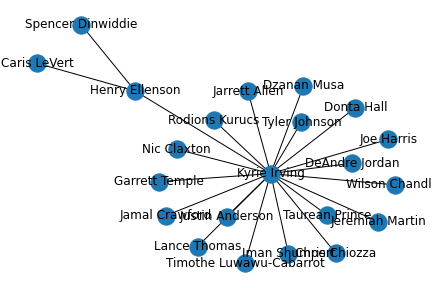 Spencer Dinwiddie
Caris LeVert
Henry Ellenson
Jarrett Allen
Dzanan Musa
Donta Hall
Rodions Kurucs
Tyler Johnson
Joe Harris
Nic Claxton
DeAndre Jordan
Kyrie Irving
Garrett Temple
Wilson Chandl
Jamal Crawford
Justin Anderson
Taurean Prince
Jeremiah Martin
Lance Thomas
Iman Shumpert
Chris Chiozza
Timothe Luwawu-Cabarrot